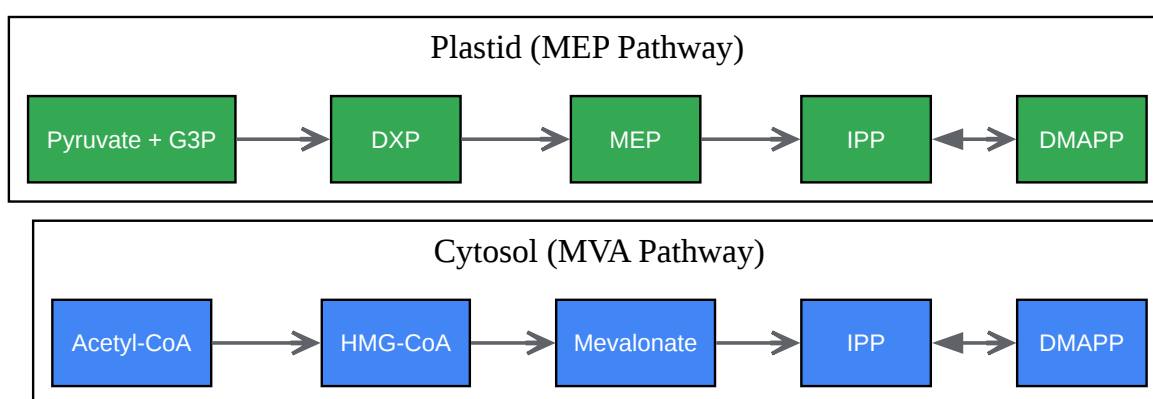 Plastid (MEP Pathway)
Pyruvate + G3P
DXP
MEP
IPP
DMAPP
Cytosol (MVA Pathway)
Acetyl-CoA
HMG-CoA
Mevalonate
IPP
DMAPP